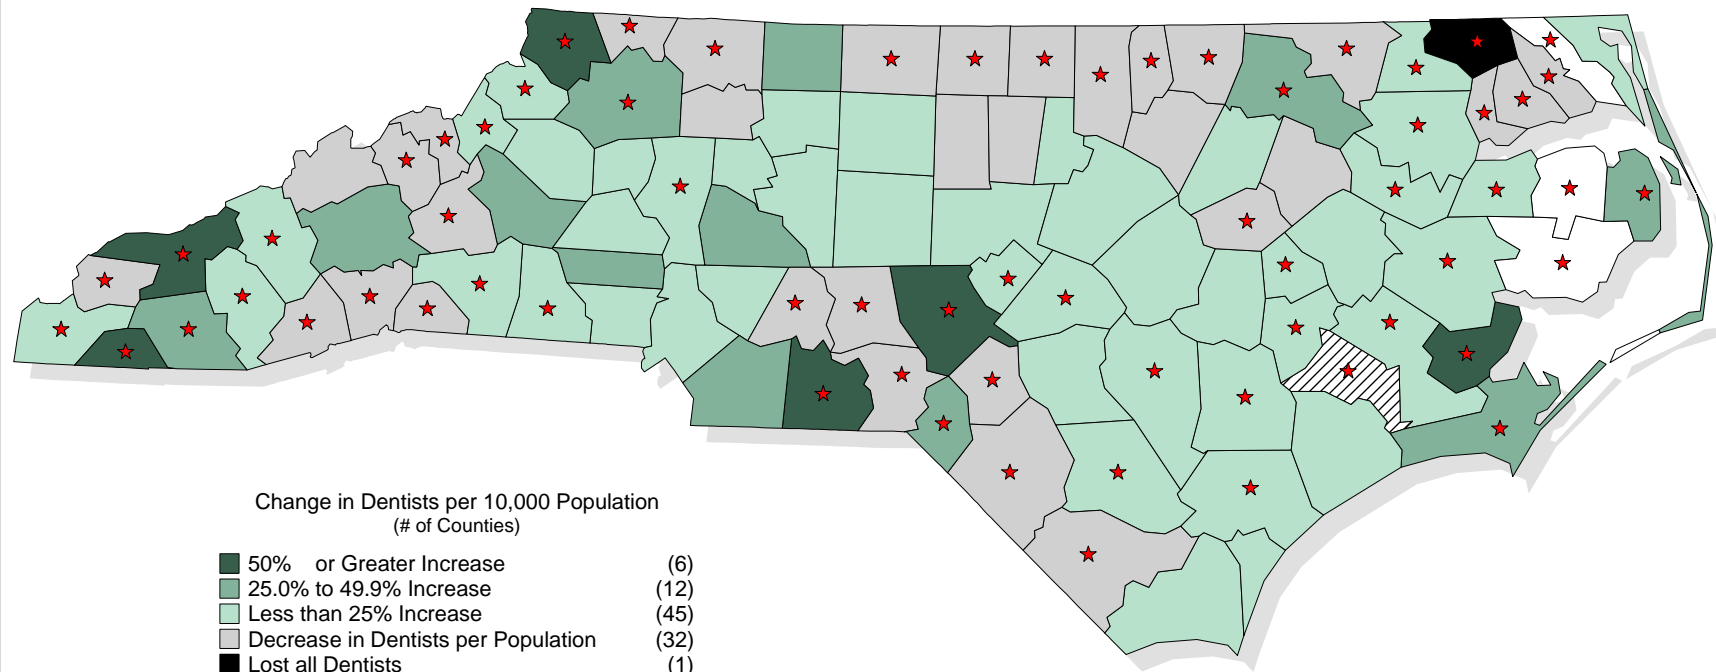 Change in Dentists per 10,000 Population
(# of Counties)
50% or Greater Increase (6)
25.0% to 49.9% Increase (12)
Less than 25% Increase (45)
Decrease in Dentists per Population (32)
Lost all Dentists (1)